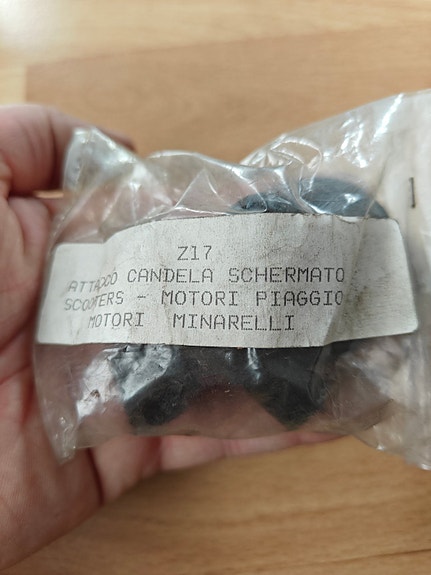 Z17
ATTACCO CANDELA SCHERMATO
SCOOTERS - MOTORI PIAGGIO
MOTORI MINARELLI